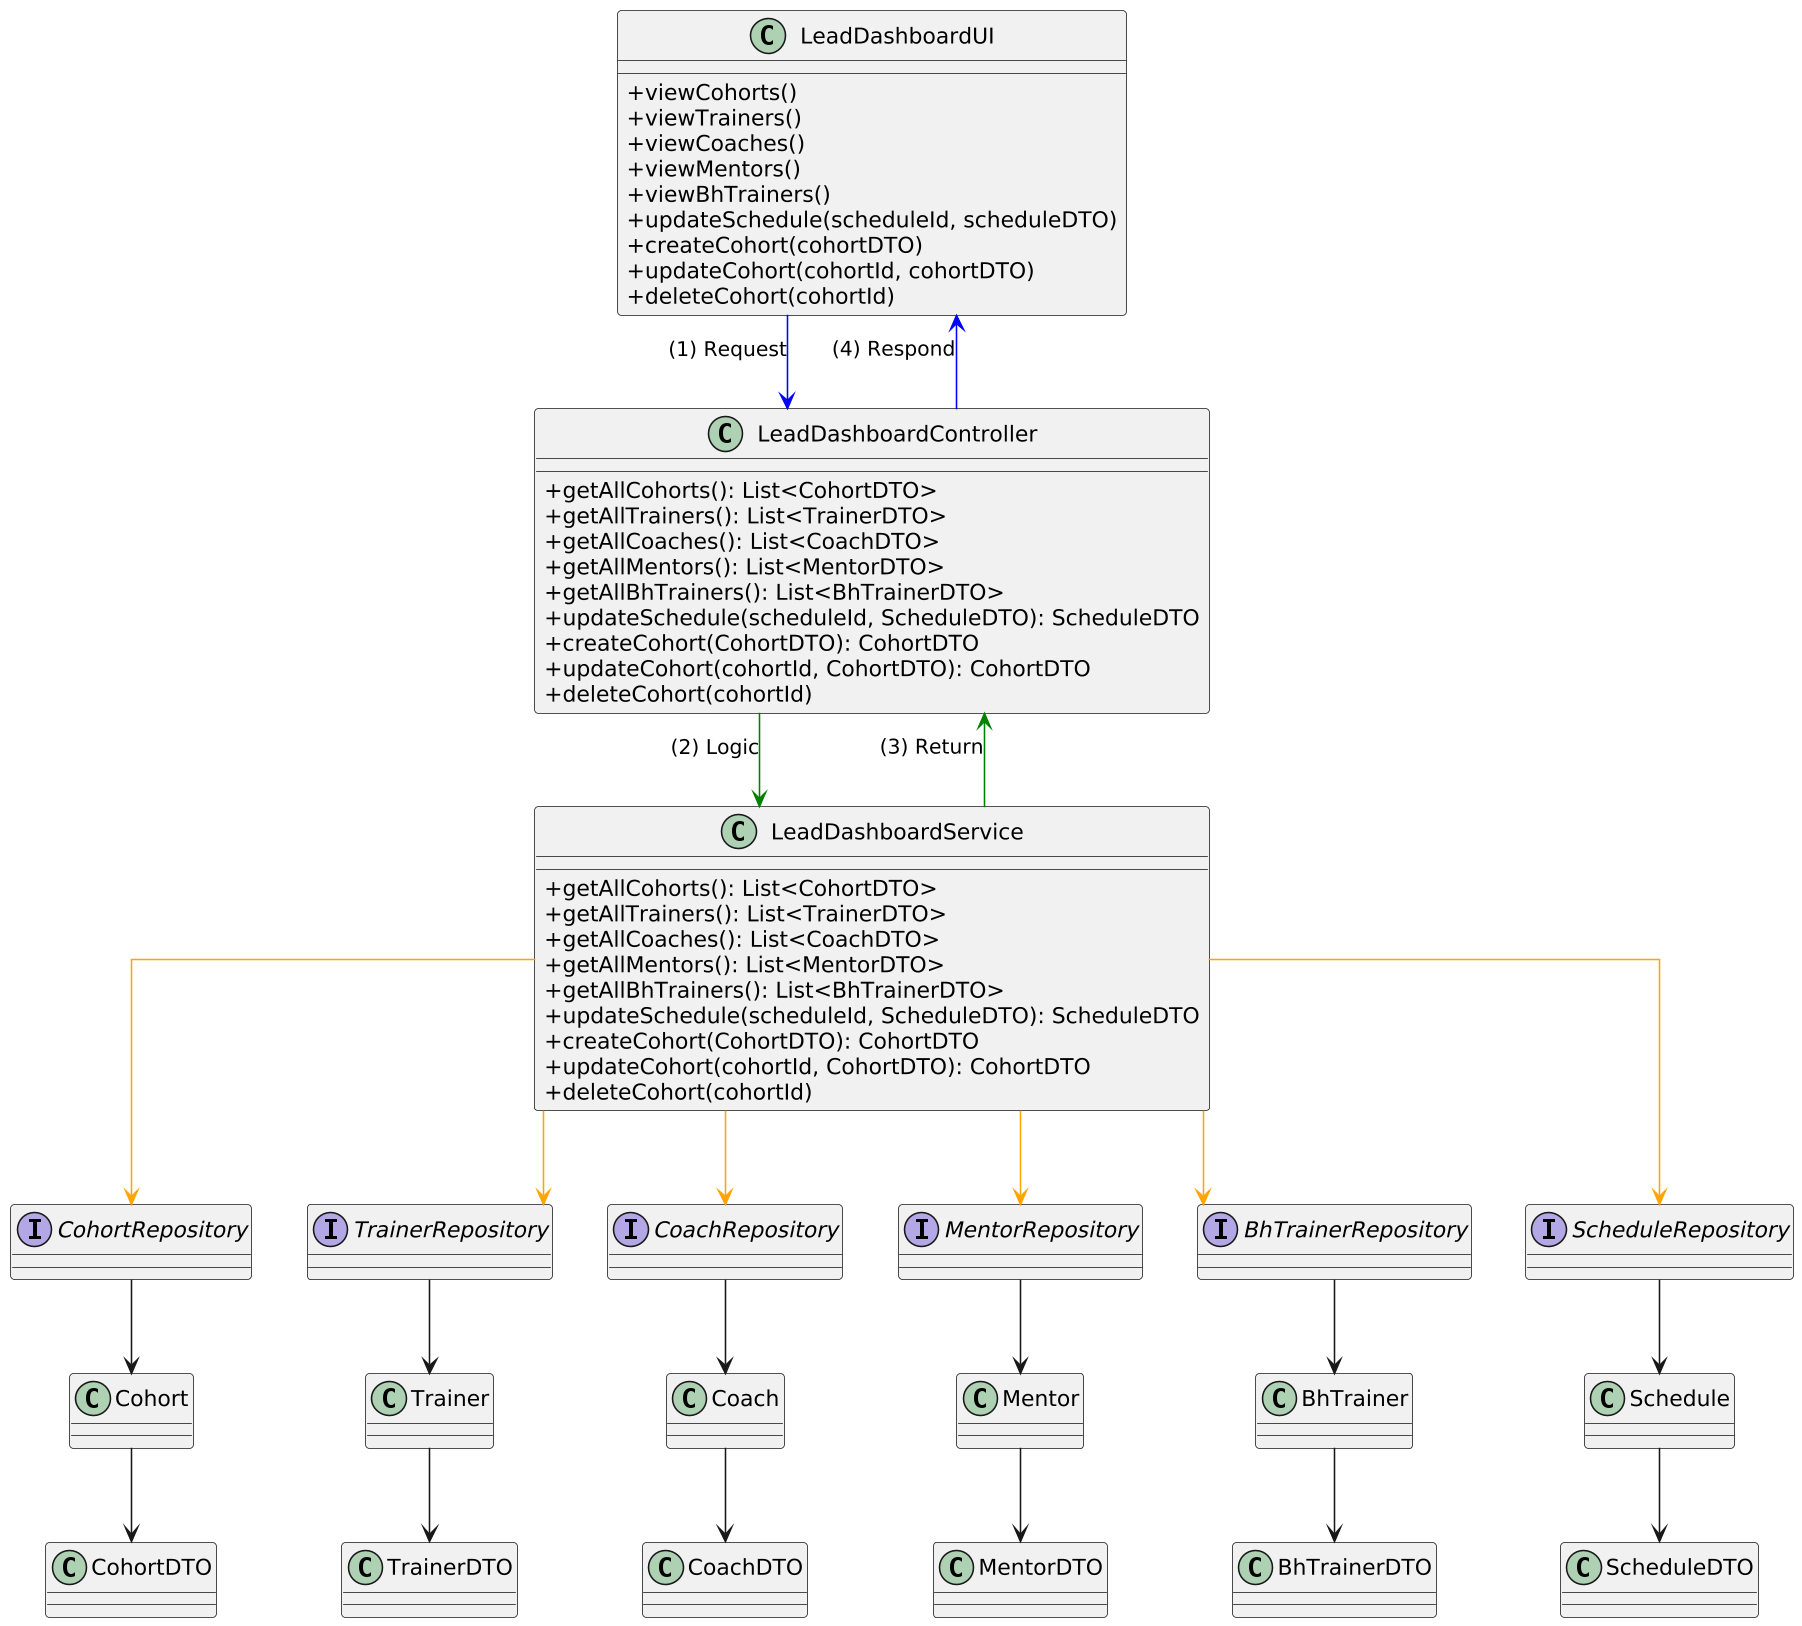 C LeadDashboardUI
+viewCohorts()
+viewTrainers()
+viewCoaches()
+viewMentors()
+viewBhTrainers()
+updateSchedule(scheduleId, scheduleDTO)
+createCohort(cohortDTO)
+updateCohort(cohortId, cohortDTO)
+deleteCohort(cohortId)
(1) Request
(4) Respond
C LeadDashboardController
+getAllCohorts(): List<CohortDTO>
+getAllTrainers(): List<TrainerDTO>
+getAllCoaches(): List<CoachDTO>
+getAllMentors(): List<MentorDTO>
+getAllBhTrainers(): List<BhTrainerDTO>
+updateSchedule(scheduleId, ScheduleDTO): ScheduleDTO
+createCohort(CohortDTO): CohortDTO
+updateCohort(cohortId, CohortDTO): CohortDTO
+deleteCohort(cohortId)
(2) Logic
(3) Return
C LeadDashboardService
+getAllCohorts(): List<CohortDTO>
+getAllTrainers(): List<TrainerDTO>
+getAllCoaches(): List<CoachDTO>
+getAllMentors(): List<MentorDTO>
+getAllBhTrainers(): List<BhTrainerDTO>
+updateSchedule(scheduleId, ScheduleDTO): ScheduleDTO
+createCohort(CohortDTO): CohortDTO
+updateCohort(cohortId, CohortDTO): CohortDTO
+deleteCohort(cohortId)
I CohortRepository
I TrainerRepository
I CoachRepository
I MentorRepository
I BhTrainerRepository
I ScheduleRepository
C Cohort
C Trainer
C Coach
C Mentor
C BhTrainer
C Schedule
C CohortDTO
C TrainerDTO
C CoachDTO
C MentorDTO
C BhTrainerDTO
C ScheduleDTO